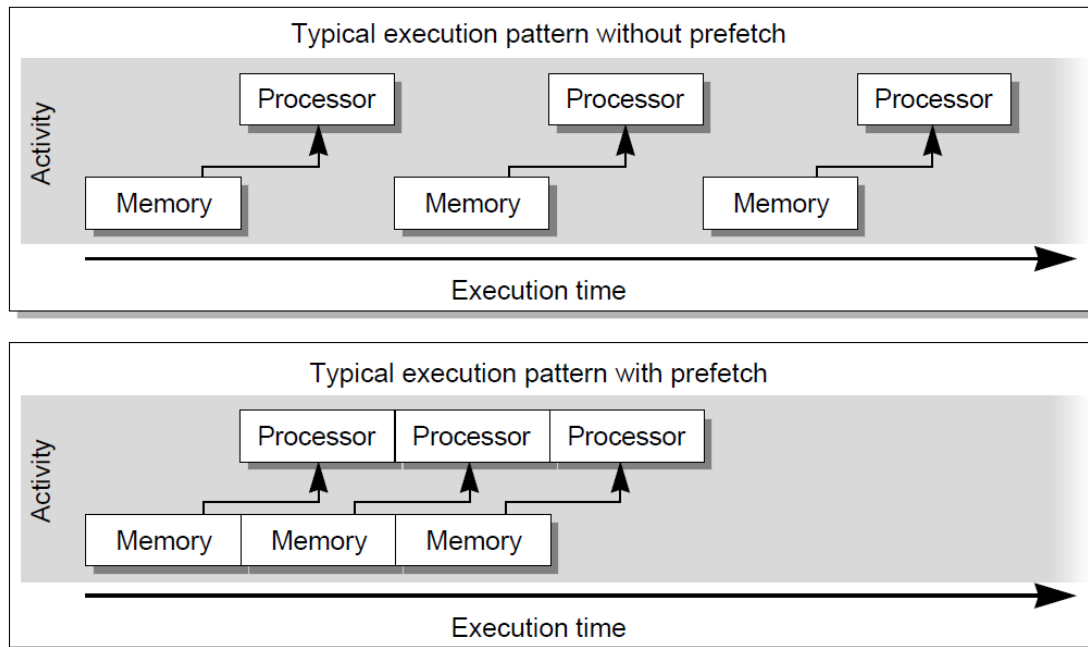 Typical execution pattern without prefetch
Activity
Processor Processor Processor
Memory Memory Memory
Execution time
Typical execution pattern with prefetch
Activity
Processor Processor Processor
Memory Memory Memory
Execution time